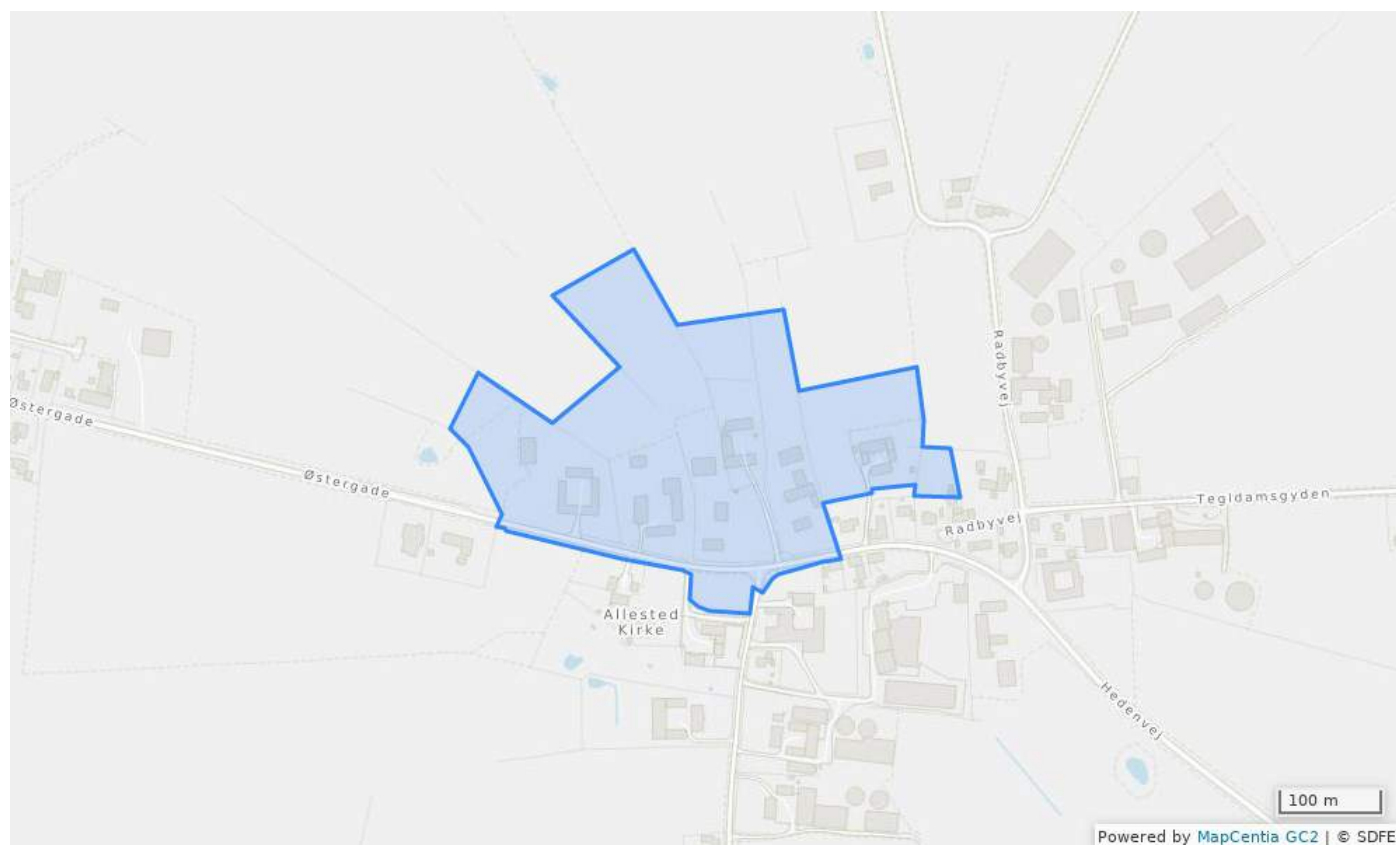 Radbyvej
Østergade
Østergade
Tegldamsgyden
Radbyvej
Allested
Kirke
Hedenvej
100 m
Powered by MapCentia GC2 | © SDFE